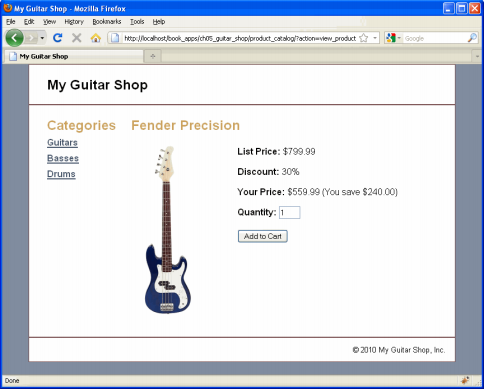 My Guitar Shop - Mozilla Firefox
File Edit View History Bookmarks Tools Help
http://localhost/book_apps/ch05_guitar_shop/product_catalog/?action=view_product
Google
My Guitar Shop
My Guitar Shop
Categories
Guitars
Basses
Drums
Fender Precision
List Price: $799.99
Discount: 30%
Your Price: $559.99 (You save $240.00)
Quantity: 1
Add to Cart
© 2010 My Guitar Shop, Inc.
Done